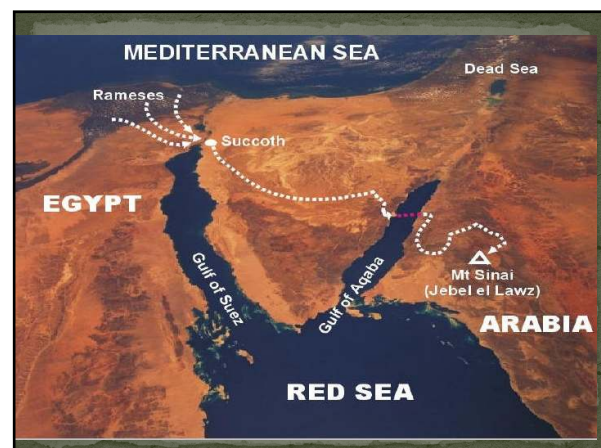 MEDITERRANEAN SEA
Dead Sea
Rameses
Succoth
EGYPT
Gulf of Suez
Gulf of Aqaba
Mt Sinai
(Jebel el Lawz)
ARABIA
RED SEA